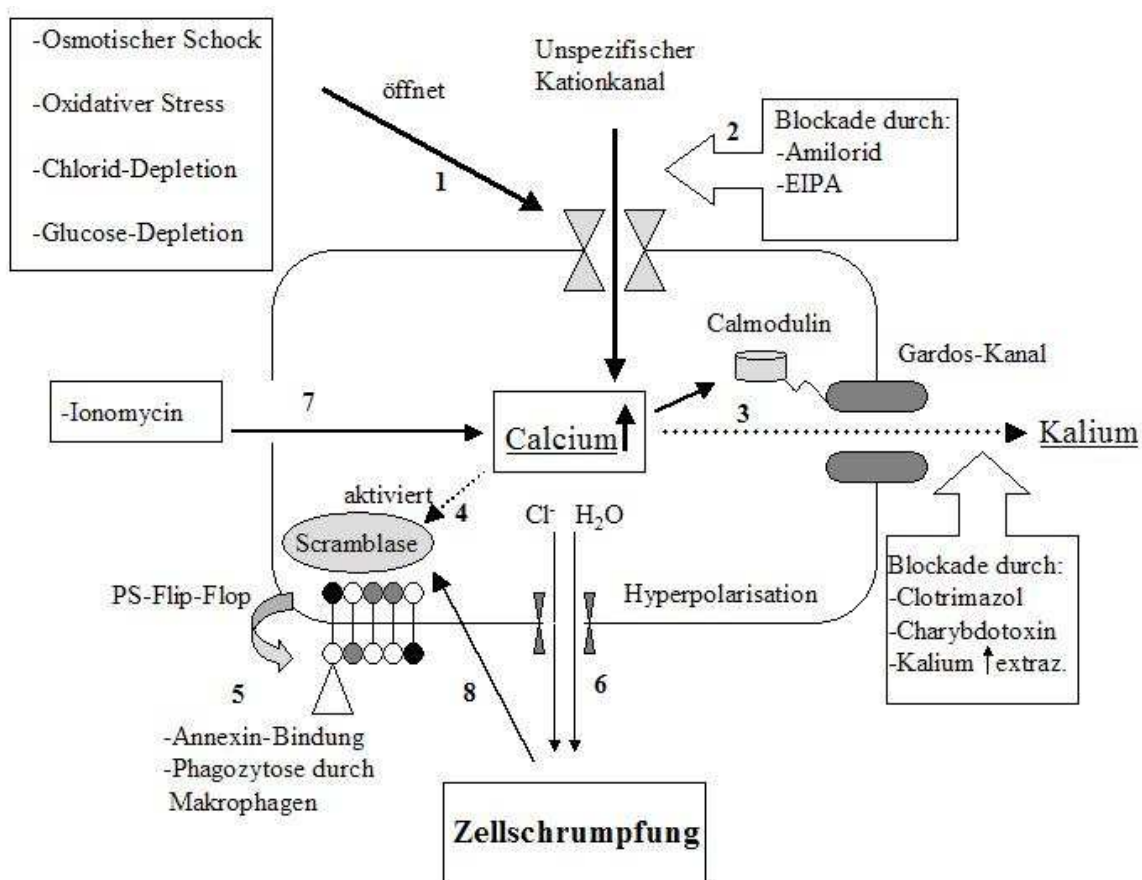 -Osmotischer Schock
-Oxidativer Stress
-Chlorid-Depletion
-Glucose-Depletion
öffnet
1
Unspezifischer
Kationkanal
2
Blockade durch:
-Amilorid
-EIPA
Calmodulin
Gardos-Kanal
-Ionomycin
7
Calcium
3
Kalium
aktiviert
4
Scramblase
Cl- H2O
PS-Flip-Flop
Hyperpolarisation
Blockade durch:
-Clotrimazol
-Charybdotoxin
-Kalium extraz.
5
8
6
-Annexin-Bindung
-Phagozytose durch
Makrophagen
Zellschrumpfung